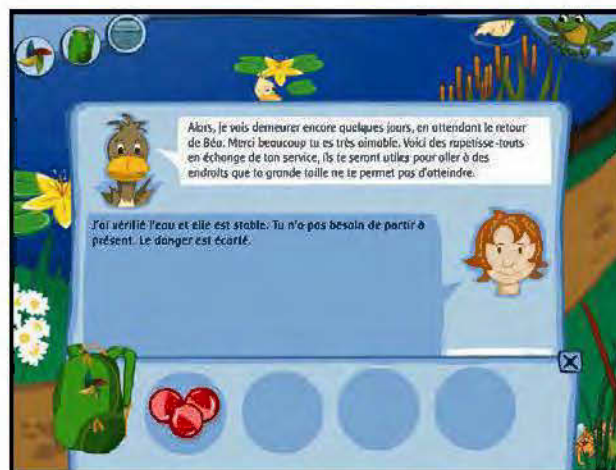 Alors, je vais demeurer encore quelques jours, en attendant le retour
de Béa. Merci beaucoup tu es très aimable. Voici des rapetisse-touts
en échange de ton service, ils te seront utiles pour aller à des
endroits que ta grande taille ne te permet pas d'atteindre.
J'ai vérifié l'eau et elle est stable. Tu n'a pas besoin de partir à
présent. Le danger est écarté.